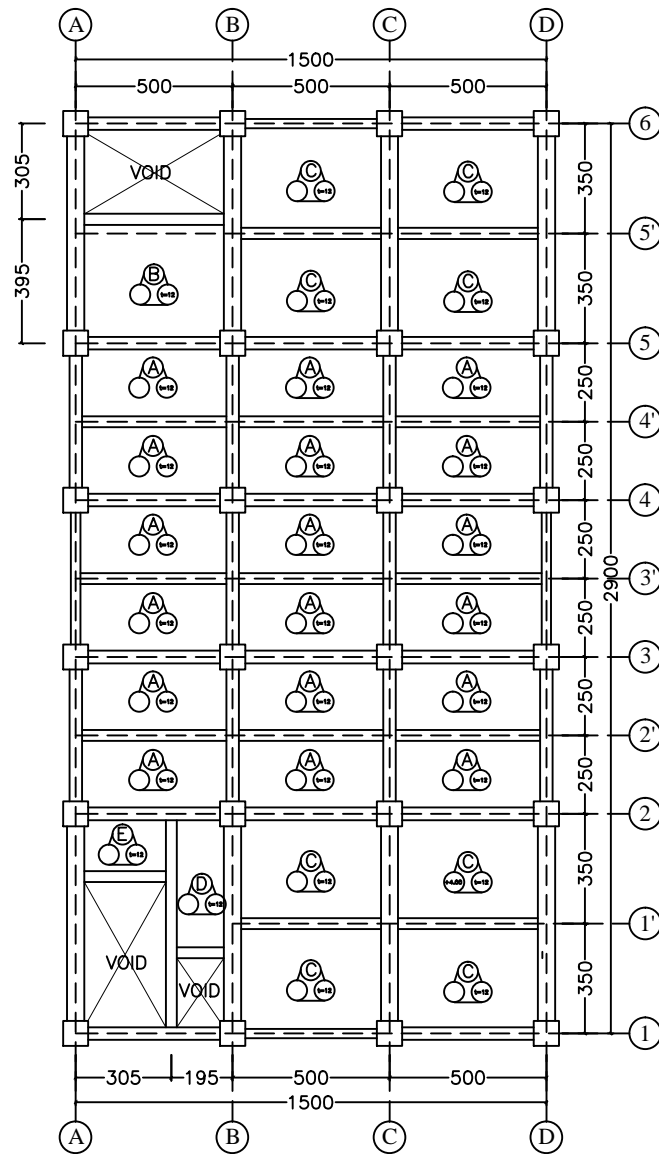 A B C D
1500
500 500 500
6
VOID C C
305 350
t=12 t=12
5'
B C C
395 350
t=12 t=12 t=12
5
A A A
250
t=12 t=12 t=12
4'
A A A
250
t=12 t=12 t=12
4
A A A
250
t=12 t=12 t=12
2900
3'
A A A
250
t=12 t=12 t=12
3
A A A
250
t=12 t=12 t=12
2'
A A A
250
t=12 t=12 t=12
2
E C C
350
t=12 t=12 +4.00 t=12
D
t=12
1'
VOID VOID C C
350
t=12 t=12
1
305 195 500 500
1500
A B C D